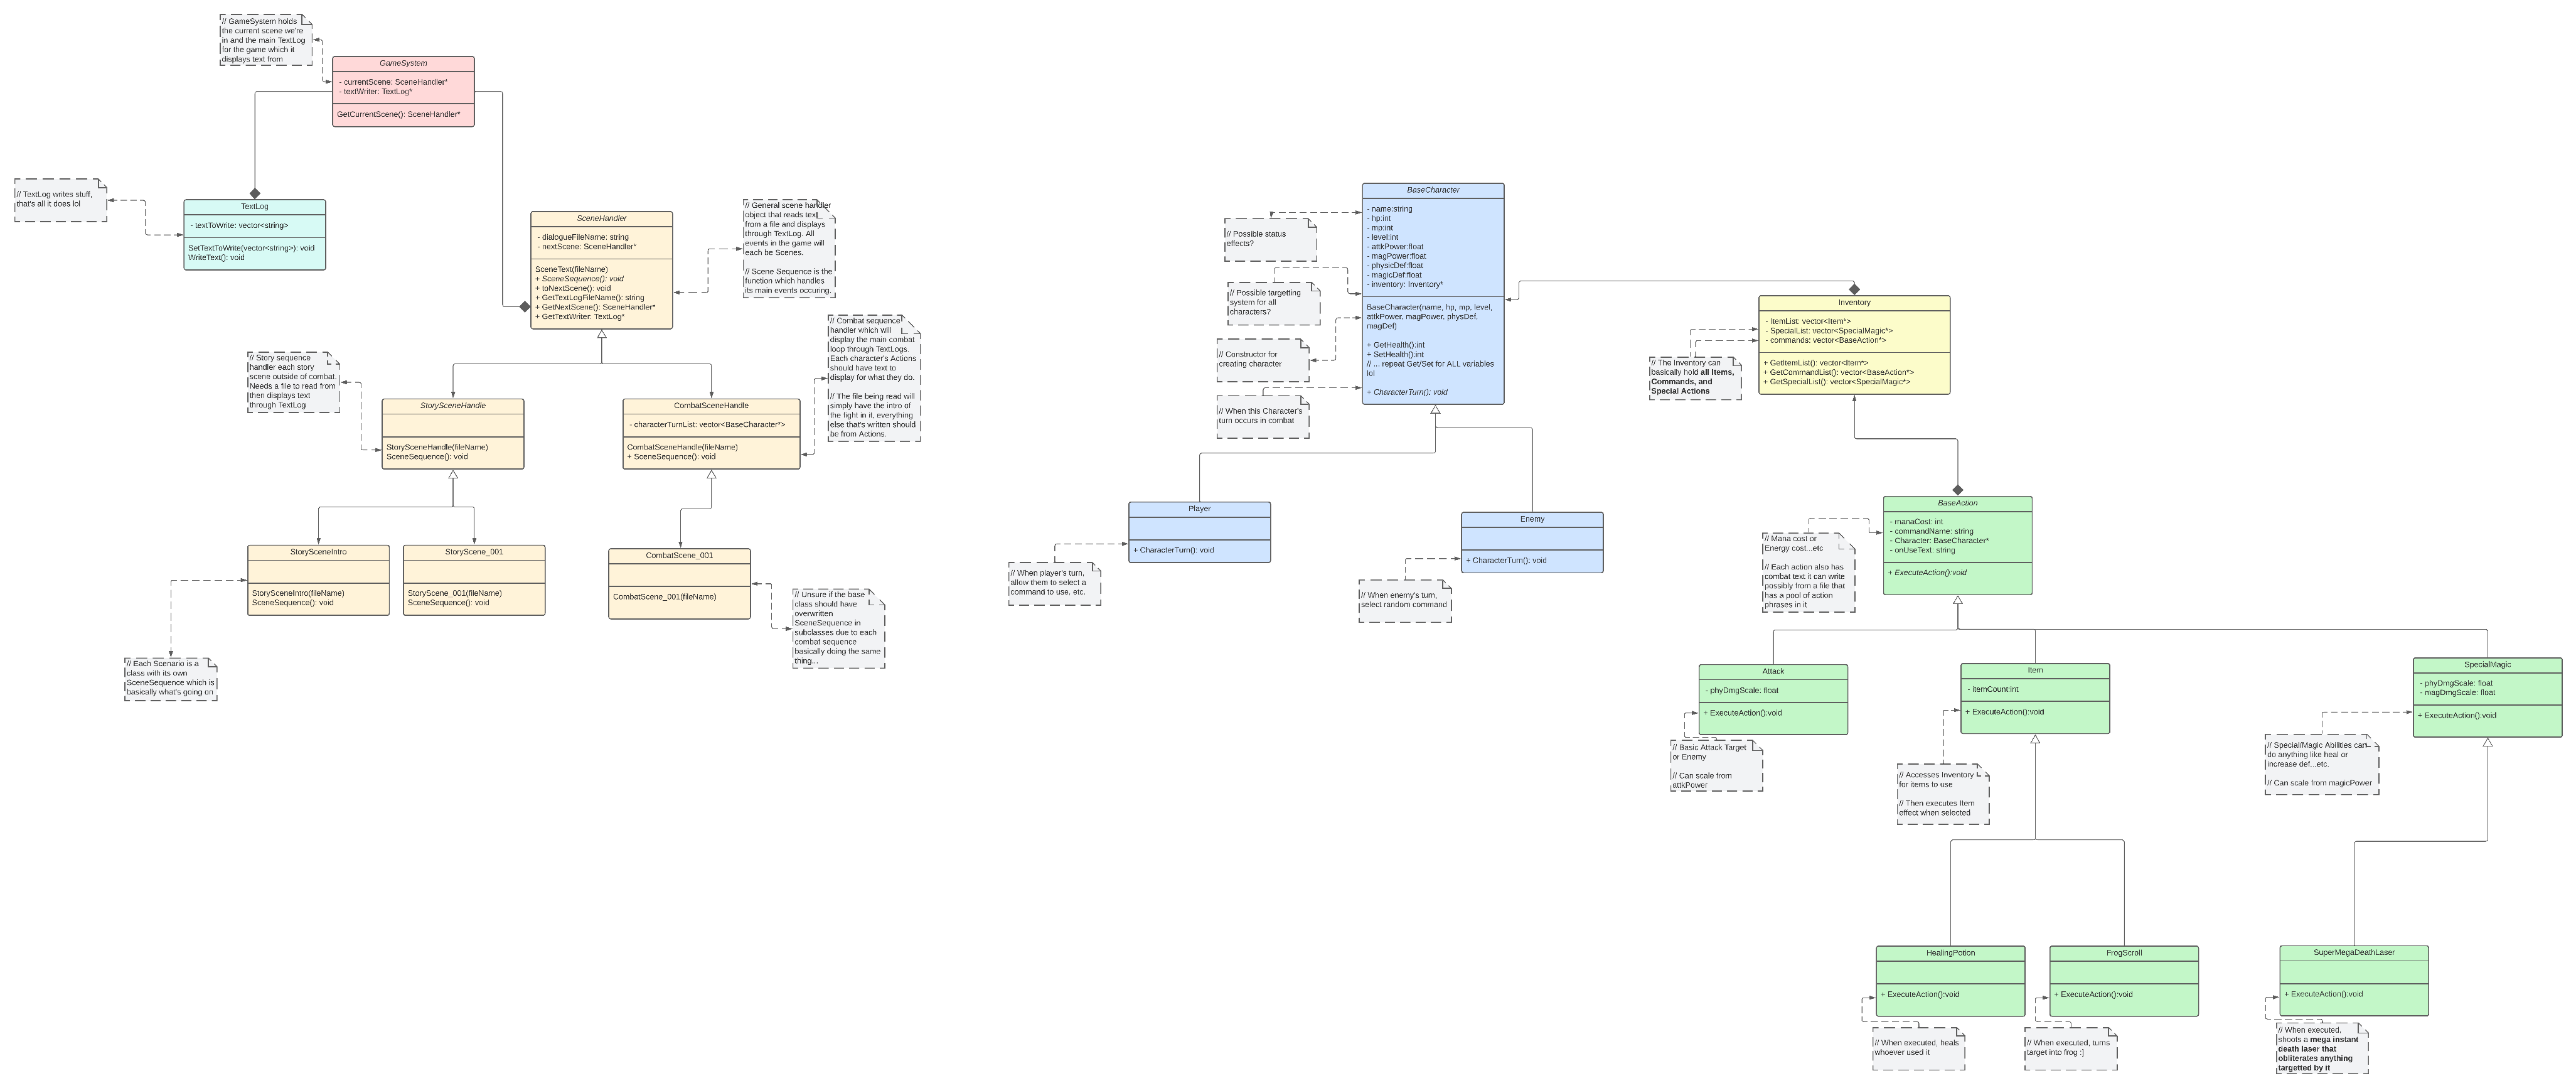 // GameSystem holds
the current scene we're
in and the main TextLog
for the game which it
displays text from
GameSystem
- currentScene: SceneHandler*
- textWriter: TextLog*
GetCurrentScene(): SceneHandler*
// TextLog writes stuff,
that's all it does lol
TextLog
- textToWrite: vector<string>
SetTextToWrite(vector<string>): void
WriteText(): void
SceneHandler
- dialogueFileName: string
- nextScene: SceneHandler*
SceneText(fileName)
+ SceneSequence(): void
+ toNextScene(): void
+ GetTextLogFileName(): string
+ GetNextScene(): SceneHandler*
+ GetTextWriter: TextLog*
// General scene handler
object that reads text
from a file and displays
through TextLog. All
events in the game will
each be Scenes.
// Scene Sequence is the
function which handles
its main events occuring.
// Story sequence
handler each story
scene outside of combat.
Needs a file to read from
then displays text
through TextLog
StorySceneHandle
StorySceneHandle(fileName)
SceneSequence(): void
CombatSceneHandle
- characterTurnList: vector<BaseCharacter*>
CombatSceneHandle(fileName)
+ SceneSequence(): void
// Combat sequence
handler which will
display the main combat
loop through TextLogs.
Each character's Actions
should have text to
display for what they do.
// The file being read will
simply have the intro of
the fight in it, everything
else that's written should
be from Actions.
StorySceneIntro
StorySceneIntro(fileName)
SceneSequence(): void
StoryScene_001
StoryScene_001(fileName)
SceneSequence(): void
CombatScene_001
CombatScene_001(fileName)
// Each Scenario is a
class with its own
SceneSequence which is
basically what's going on
// Unsure if the base
class should have
overwritten
SceneSequence in
subclasses due to each
combat sequence
basically doing the same
thing...
BaseCharacter
- name:string
- hp:int
- mp:int
- level:int
- attkPower:float
- magPower:float
- physicDef:float
- magicDef:float
- inventory: Inventory*
BaseCharacter(name, hp, mp, level,
attkPower, magPower, physDef,
magDef)
+ GetHealth():int
+ SetHealth():int
// ... repeat Get/Set for ALL variables
lol
+ CharacterTurn(): void
// Possible status
effects?
// Possible targetting
system for all
characters?
// Constructor for
creating character
// When this Character's
turn occurs in combat
Player
+ CharacterTurn(): void
// When player's turn,
allow them to select a
command to use. etc.
Enemy
+ CharacterTurn(): void
// When enemy's turn,
select random command
Inventory
- ItemList: vector<Item*>
- SpecialList: vector<SpecialMagic*>
- commands: vector<BaseAction*>
+ GetItemList(): vector<Item*>
+ GetCommandList(): vector<BaseAction*>
+ GetSpecialList(): vector<SpecialMagic*>
// The Inventory can
basically hold all Items,
Commands, and
Special Actions
BaseAction
- manaCost: int
- commandName: string
- Character: BaseCharacter*
- onUseText: string
+ ExecuteAction():void
// Mana cost or
Energy cost...etc
// Each action also has
combat text it can write
possibly from a file that
has a pool of action
phrases in it
Attack
- phyDmgScale: float
+ ExecuteAction():void
// Basic Attack Target
or Enemy
// Can scale from
attkPower
Item
- itemCount:int
+ ExecuteAction():void
// Accesses Inventory
for items to use
// Then executes Item
effect when selected
SpecialMagic
- phyDmgScale: float
- magDmgScale: float
+ ExecuteAction():void
// Special/Magic Abilities can
do anything like heal or
increase def...etc.
// Can scale from magicPower
HealingPotion
+ ExecuteAction():void
// When executed, heals
whoever used it
FrogScroll
+ ExecuteAction():void
// When executed, turns
target into frog :]
SuperMegaDeathLaser
+ ExecuteAction():void
// When executed,
shoots a mega instant
death laser that
obliterates anything
targetted by it